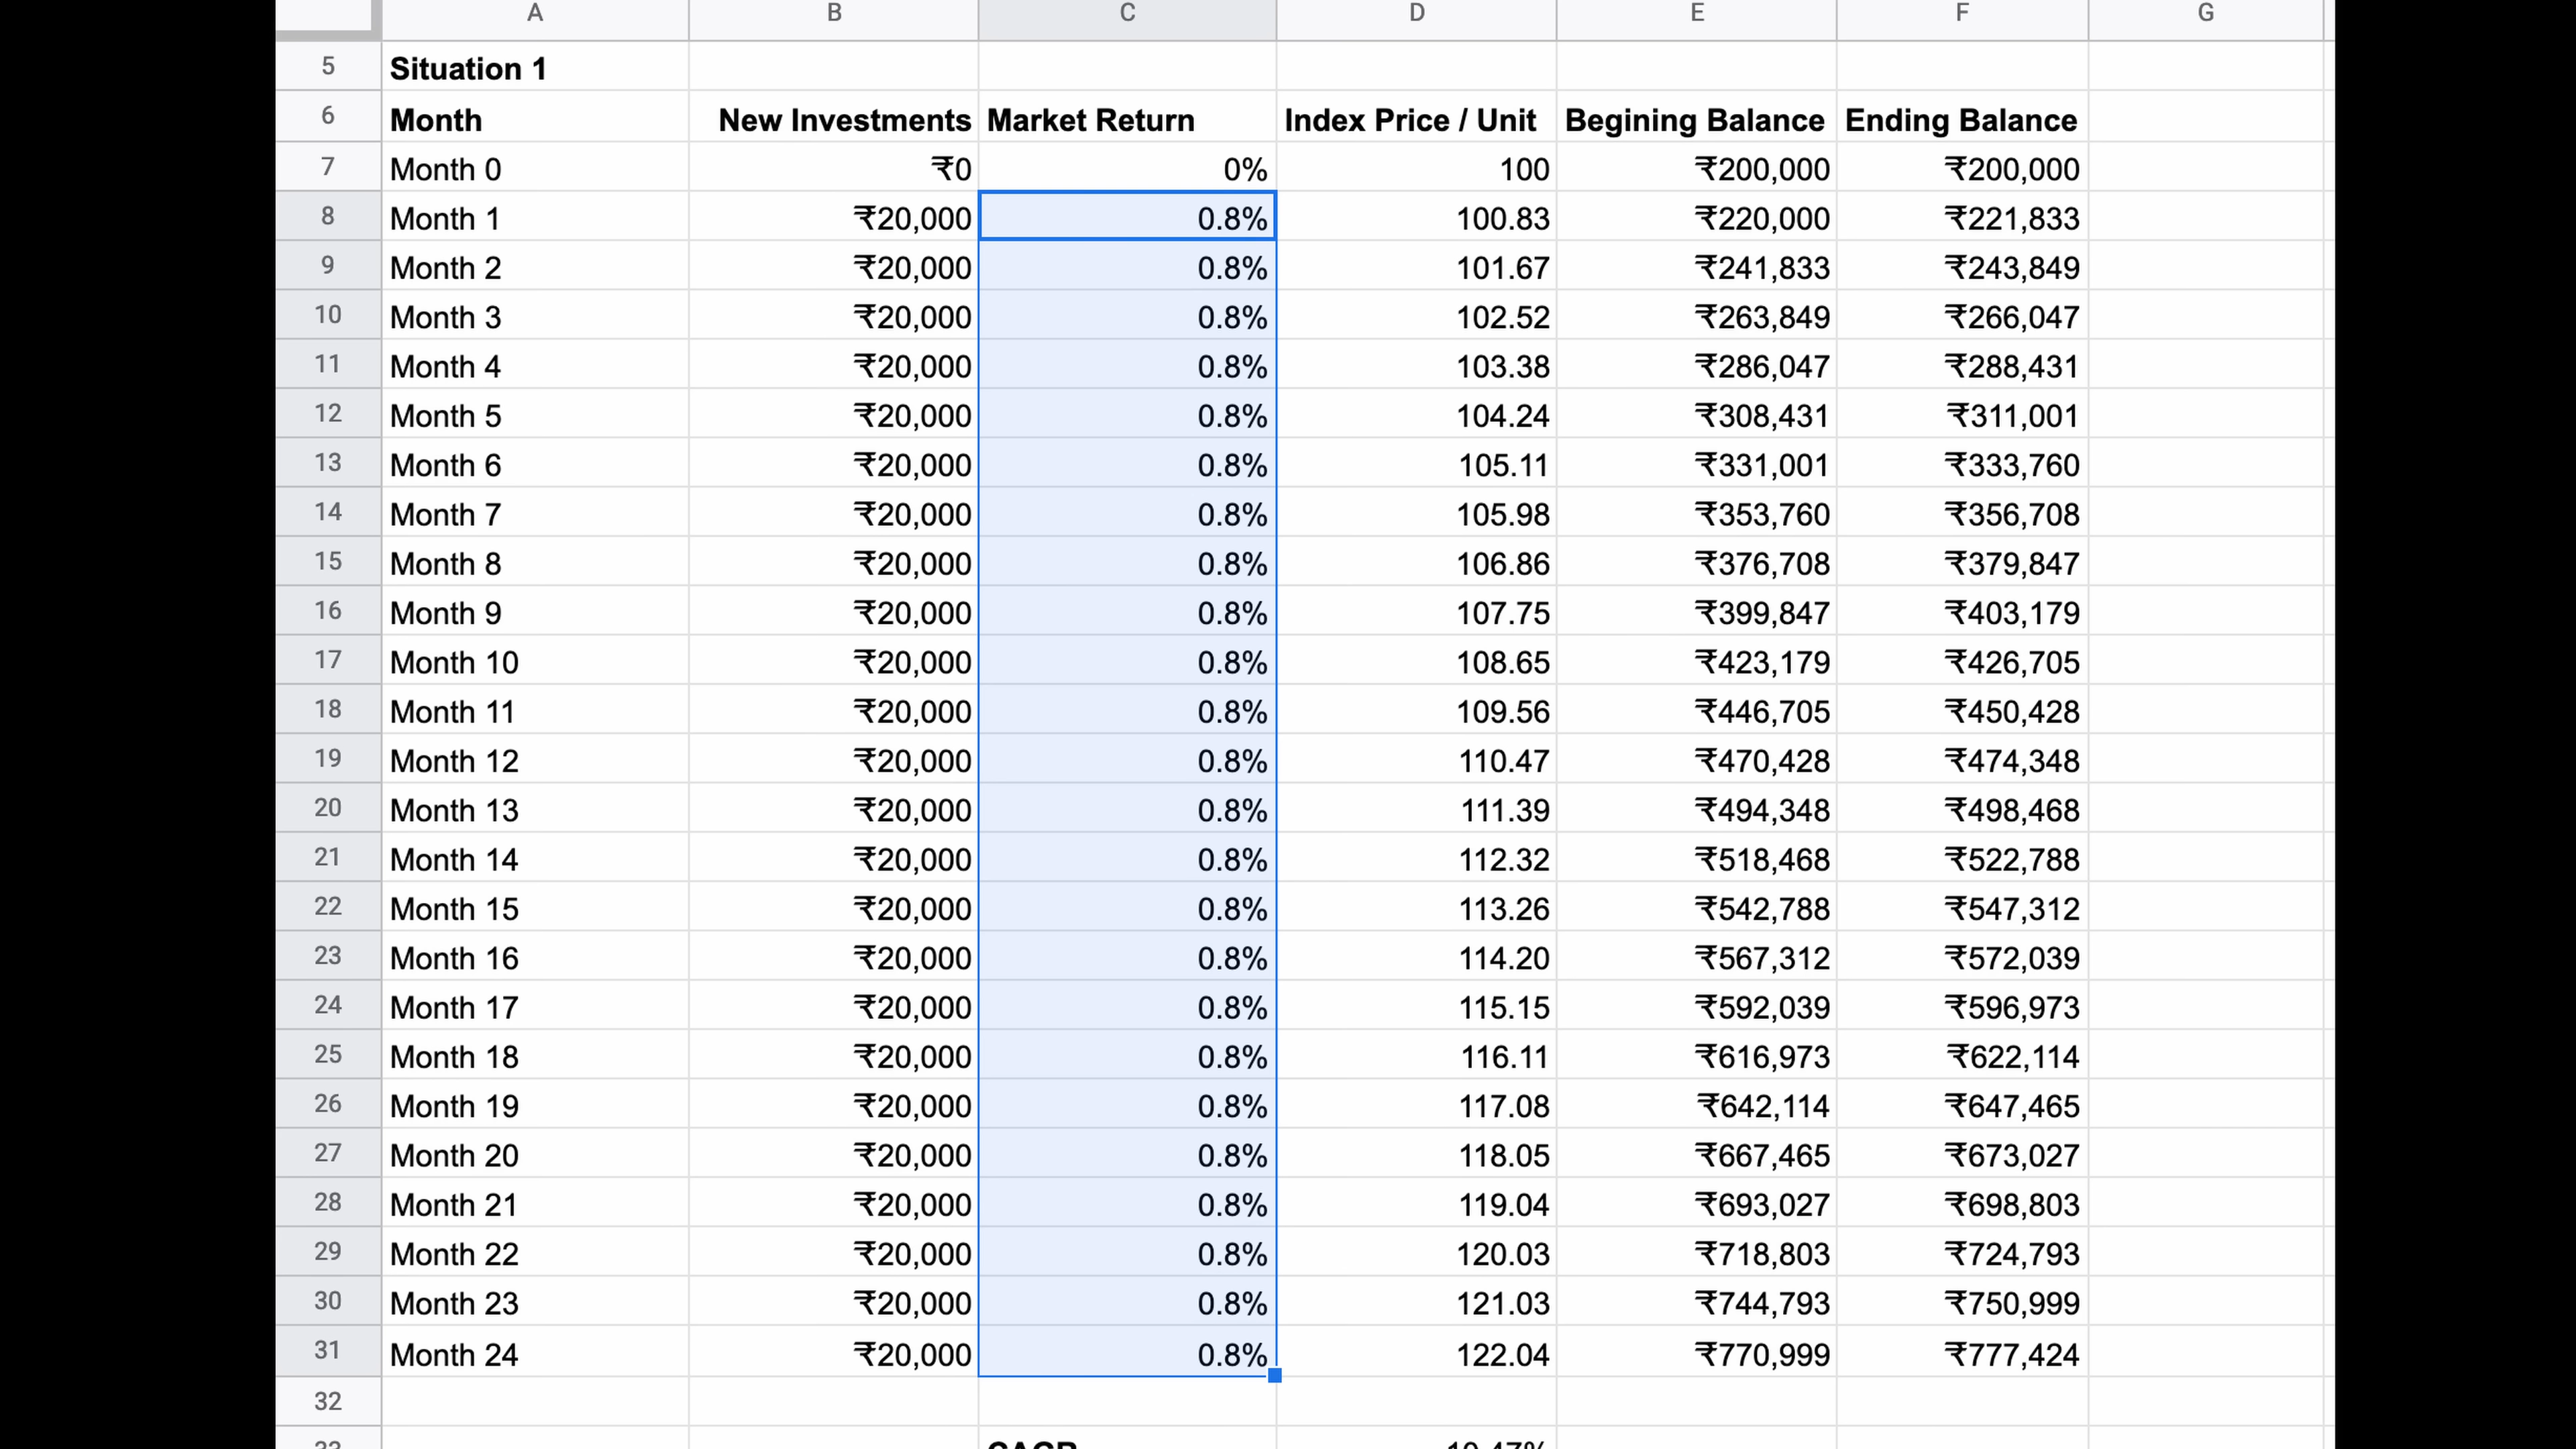 A B C D E F G
5 Situation 1
6 Month New Investments Market Return Index Price / Unit Begining Balance Ending Balance
7 Month 0 ₹0 0% 100 ₹200,000 ₹200,000
8 Month 1 ₹20,000 0.8% 100.83 ₹220,000 ₹221,833
9 Month 2 ₹20,000 0.8% 101.67 ₹241,833 ₹243,849
10 Month 3 ₹20,000 0.8% 102.52 ₹263,849 ₹266,047
11 Month 4 ₹20,000 0.8% 103.38 ₹286,047 ₹288,431
12 Month 5 ₹20,000 0.8% 104.24 ₹308,431 ₹311,001
13 Month 6 ₹20,000 0.8% 105.11 ₹331,001 ₹333,760
14 Month 7 ₹20,000 0.8% 105.98 ₹353,760 ₹356,708
15 Month 8 ₹20,000 0.8% 106.86 ₹376,708 ₹379,847
16 Month 9 ₹20,000 0.8% 107.75 ₹399,847 ₹403,179
17 Month 10 ₹20,000 0.8% 108.65 ₹423,179 ₹426,705
18 Month 11 ₹20,000 0.8% 109.56 ₹446,705 ₹450,428
19 Month 12 ₹20,000 0.8% 110.47 ₹470,428 ₹474,348
20 Month 13 ₹20,000 0.8% 111.39 ₹494,348 ₹498,468
21 Month 14 ₹20,000 0.8% 112.32 ₹518,468 ₹522,788
22 Month 15 ₹20,000 0.8% 113.26 ₹542,788 ₹547,312
23 Month 16 ₹20,000 0.8% 114.20 ₹567,312 ₹572,039
24 Month 17 ₹20,000 0.8% 115.15 ₹592,039 ₹596,973
25 Month 18 ₹20,000 0.8% 116.11 ₹616,973 ₹622,114
26 Month 19 ₹20,000 0.8% 117.08 ₹642,114 ₹647,465
27 Month 20 ₹20,000 0.8% 118.05 ₹667,465 ₹673,027
28 Month 21 ₹20,000 0.8% 119.04 ₹693,027 ₹698,803
29 Month 22 ₹20,000 0.8% 120.03 ₹718,803 ₹724,793
30 Month 23 ₹20,000 0.8% 121.03 ₹744,793 ₹750,999
31 Month 24 ₹20,000 0.8% 122.04 ₹770,999 ₹777,424
32